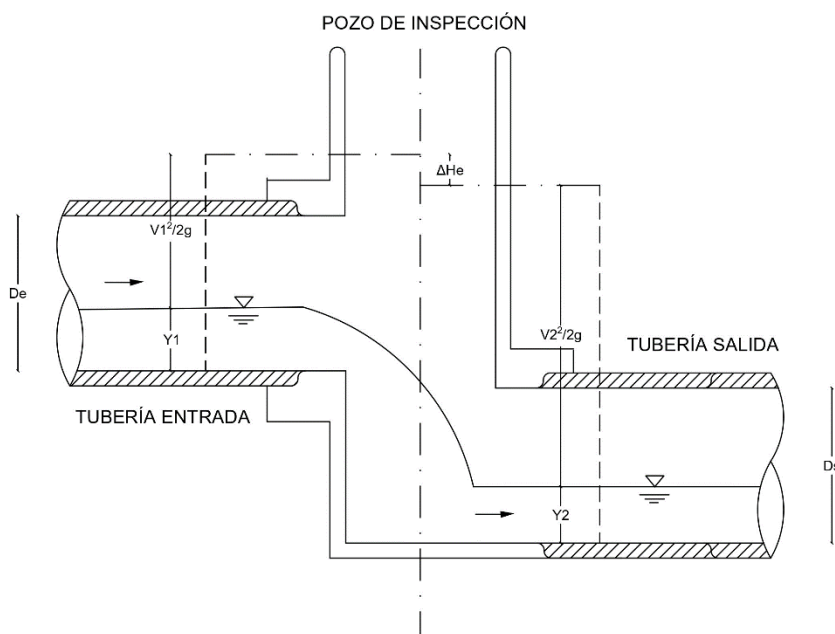 POZO DE INSPECCIÓN
ΔHe
V1²/2g
De
Y1
V2²/2g
TUBERÍA SALIDA
TUBERÍA ENTRADA
Ds
Y2